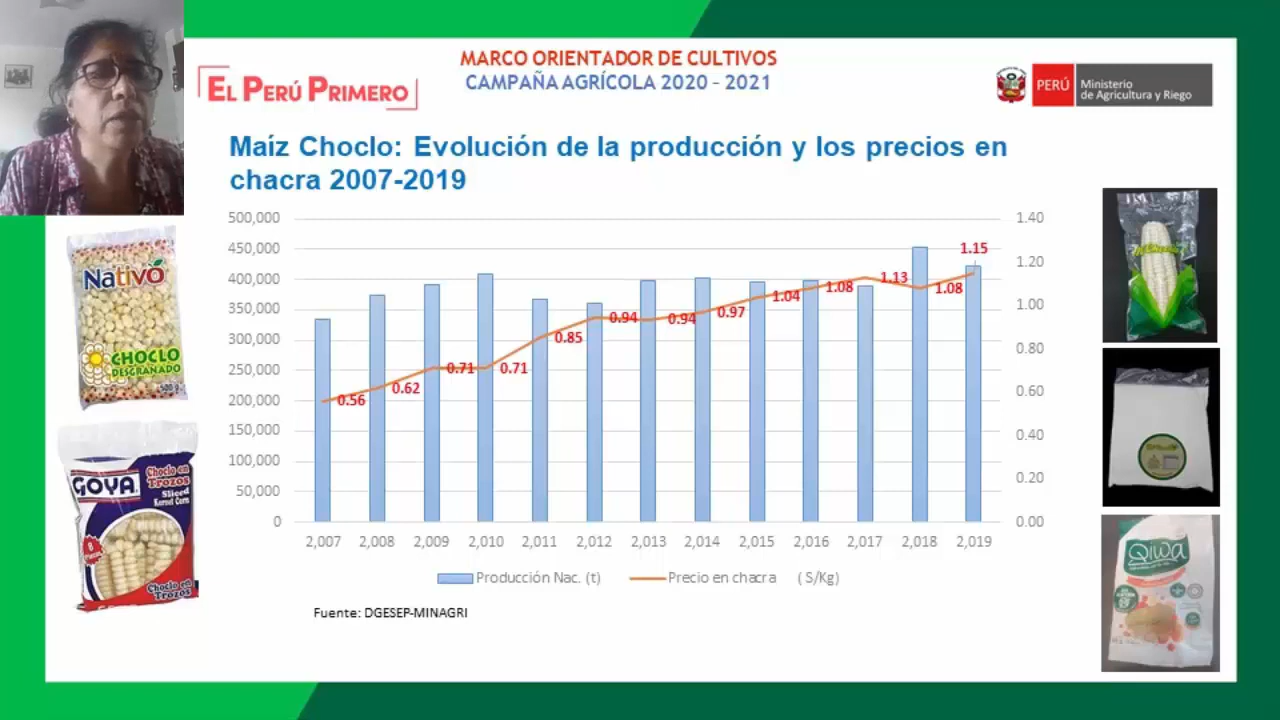 MARCO ORIENTADOR DE CULTIVOS
CAMPAÑA AGRÍCOLA 2020 - 2021
EL PERÚ PRIMERO
PERÚ
Ministerio
de Agricultura y Riego
Maíz Choclo: Evolución de la producción y los precios en
chacra 2007-2019
500,000
450,000
400,000
350,000
300,000
250,000
200,000
150,000
100,000
50,000
0
1.40
1.20
1.00
0.80
0.60
0.40
0.20
0.00
0.56
0.62
0.71
0.71
0.85
0.94
0.94
0.97
1.04
1.08
1.13
1.08
1.15
2,007 2,008 2,009 2,010 2,011 2,012 2,013 2,014 2,015 2,016 2,017 2,018 2,019
Producción Nac. (t) Precio en chacra ( S/Kg)
Fuente: DGESEP-MINAGRI
Nativo
CHOCLO
DESGRANADO
500 g
GOYA
Choclo en
Trozos
Sliced
Kernel Corn
8
Choclo en
Trozos
Qiwa